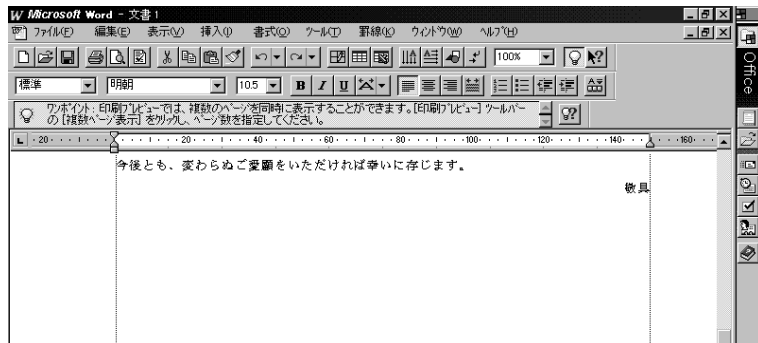 Microsoft Word - 文書1
ファイル(F) 編集(E) 表示(V) 挿入(I) 書式(O) ツール(T) 罫線(K) ウィンドウ(W) ヘルプ(H)
100%
標準 明朝 10.5 B I U
ワンポイント：印刷プレビューでは、複数のページを同時に表示することができます。[印刷プレビュー] ツールバー
の [複数ページ表示] をクリックし、ページ数を指定してください。
20 20 40 60 80 100 120 140 160
今後とも、変わらぬご愛顧をいただければ幸いに存じます。
敬具
Office